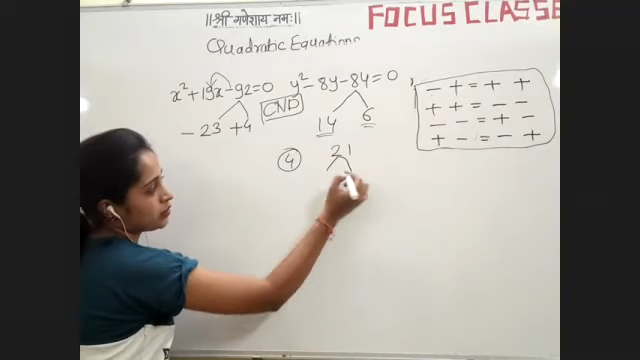 ॥ श्री गणेशाय नमः ॥
FOCUS CLASSE
Quadratic Equations
x² + 19x - 92 = 0
- 23 + 4
CND
y² - 8y - 84 = 0
14 6
④ 21
- + = + +
+ + = - -
- - = + -
+ - = - +